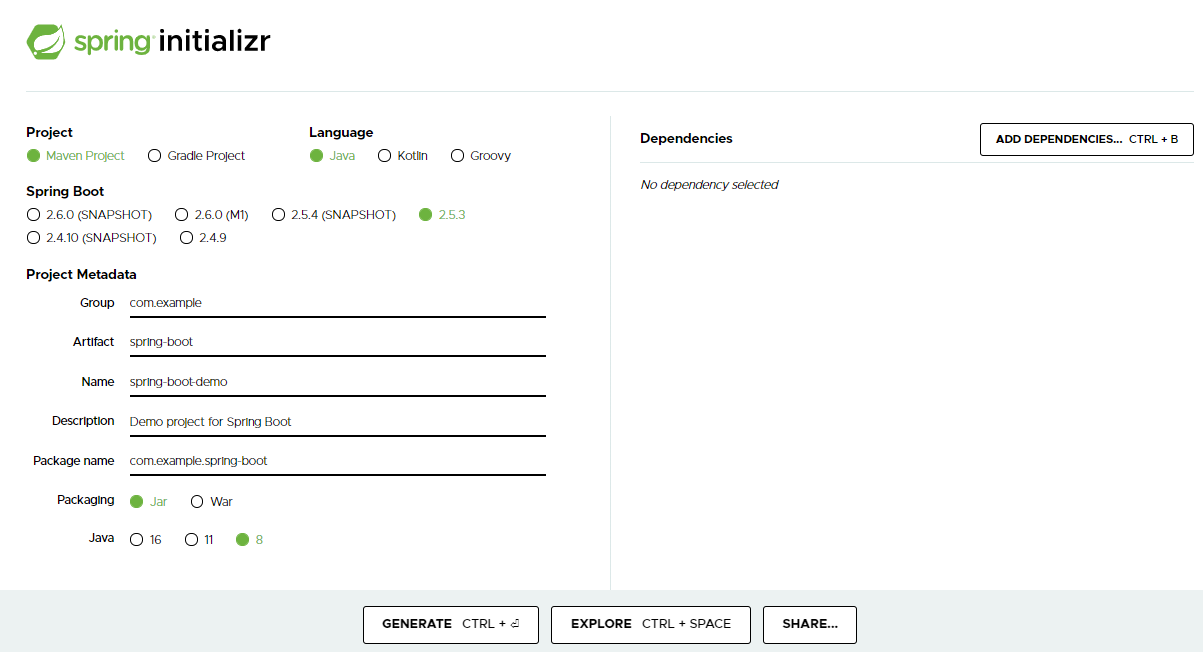 spring initializr
Project
Maven Project Gradle Project
Language
Java Kotlin Groovy
Spring Boot
2.6.0 (SNAPSHOT) 2.6.0 (M1) 2.5.4 (SNAPSHOT) 2.5.3
2.4.10 (SNAPSHOT) 2.4.9
Project Metadata
Group com.example
Artifact spring-boot
Name spring-boot-demo
Description Demo project for Spring Boot
Package name com.example.spring-boot
Packaging Jar War
Java 16 11 8
Dependencies
ADD DEPENDENCIES... CTRL + B
No dependency selected
GENERATE CTRL + ⏎
EXPLORE CTRL + SPACE
SHARE...